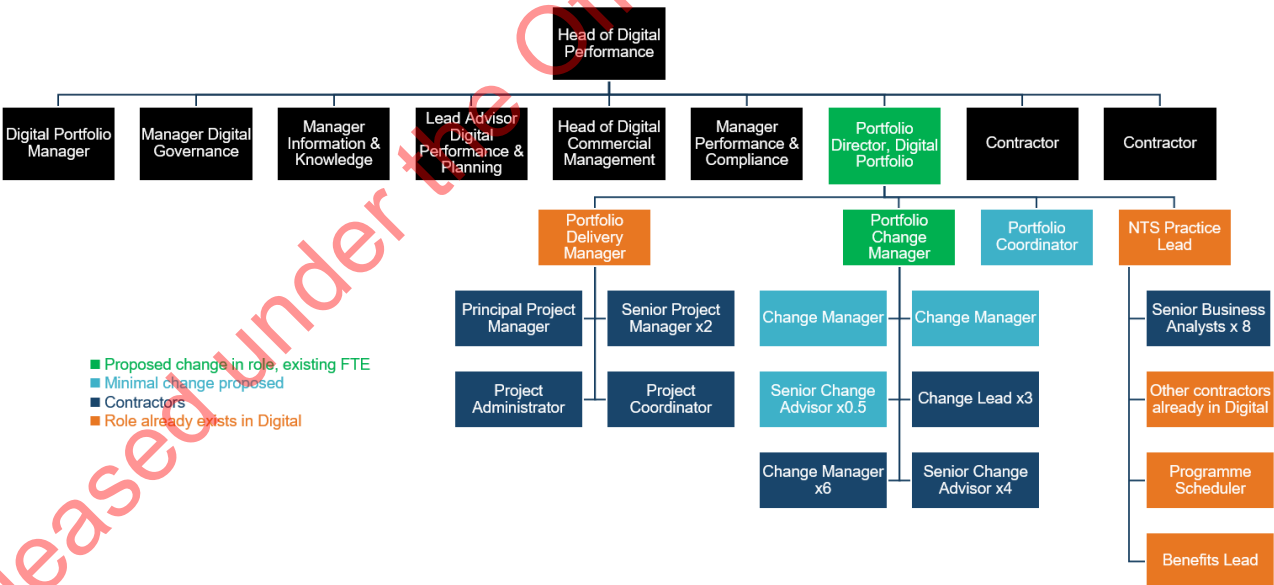 Head of Digital
Performance
Digital Portfolio
Manager
Manager Digital
Governance
Manager
Information &
Knowledge
Lead Advisor
Digital
Performance &
Planning
Head of Digital
Commercial
Management
Manager
Performance &
Compliance
Portfolio
Director, Digital
Portfolio
Contractor
Contractor
Portfolio
Delivery
Manager
Portfolio
Change
Manager
Portfolio
Coordinator
NTS Practice
Lead
Principal Project
Manager
Senior Project
Manager x2
Change Manager
Change Manager
Senior Business
Analysts x 8
Proposed change in role, existing FTE
Minimal change proposed
Contractors
Role already exists in Digital
Project
Administrator
Project
Coordinator
Senior Change
Advisor x0.5
Change Lead x3
Other contractors
already in Digital
Change Manager
x6
Senior Change
Advisor x4
Programme
Scheduler
Benefits Lead
leased under the O